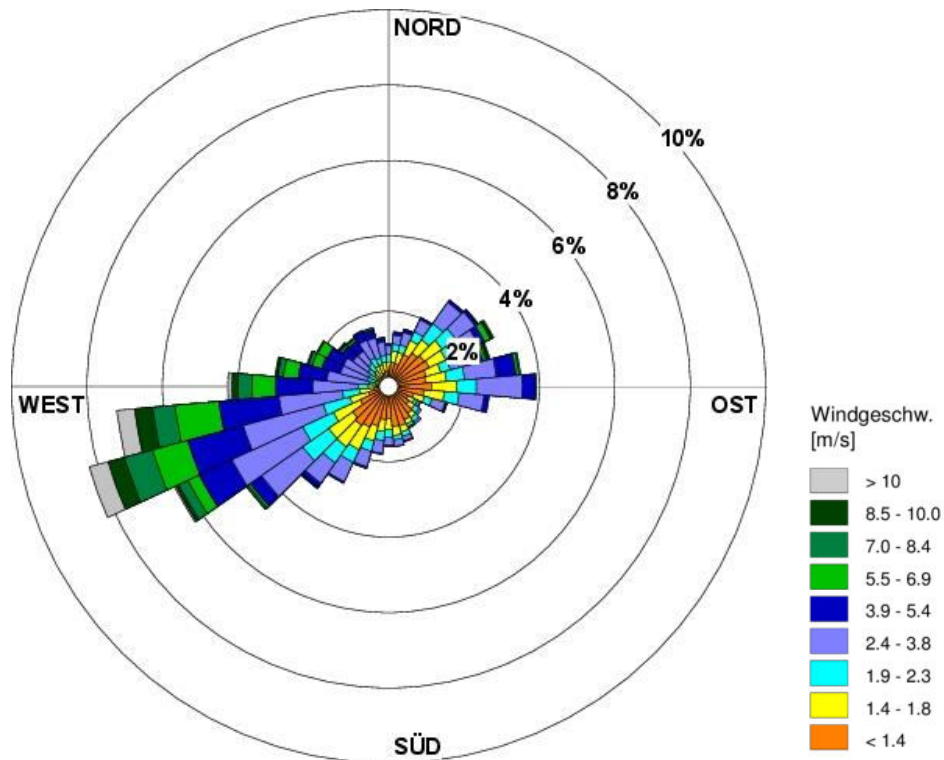 NORD
10%
8%
6%
4%
2%
WEST
OST
SÜD
Windgeschw.
[m/s]
> 10
8.5 - 10.0
7.0 - 8.4
5.5 - 6.9
3.9 - 5.4
2.4 - 3.8
1.9 - 2.3
1.4 - 1.8
< 1.4